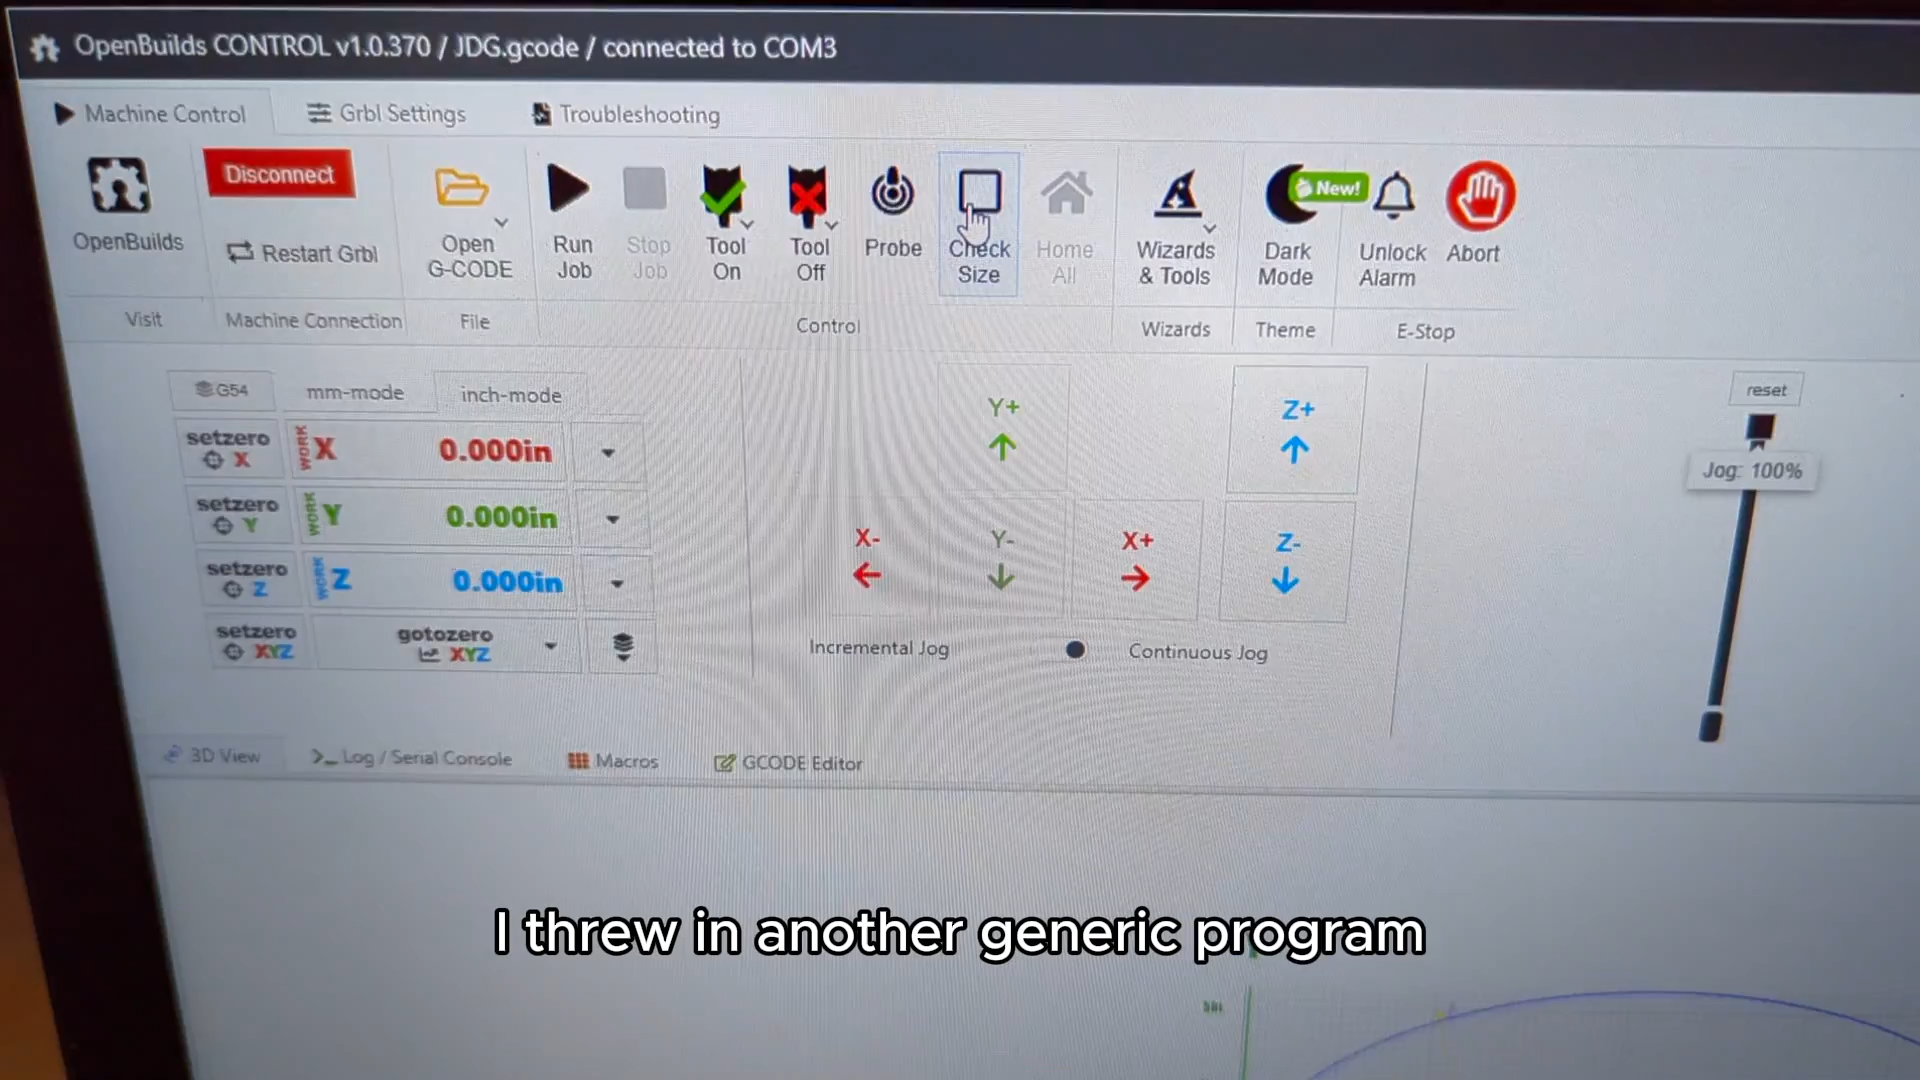 OpenBuilds CONTROL v1.0.370 / JDG.gcode / connected to COM3
Machine Control
Grbl Settings
Troubleshooting
OpenBuilds
Disconnect
Restart Grbl
Open
G-CODE
Run
Job
Stop
Job
Tool
On
Tool
Off
Probe
Check
Size
Home
All
Wizards
& Tools
New!
Dark
Mode
Unlock
Alarm
Abort
Visit
Machine Connection
File
Control
Wizards
Theme
E-Stop
G54
mm-mode
inch-mode
setzero
X
WORK
X
0.000in
setzero
Y
WORK
Y
0.000in
setzero
Z
WORK
Z
0.000in
setzero
XYZ
gotozero
XYZ
Y+
Z+
X-
Y-
X+
Z-
Incremental Jog
Continuous Jog
reset
Jog: 100%
3D View
Log / Serial Console
Macros
GCODE Editor
I threw in another generic program